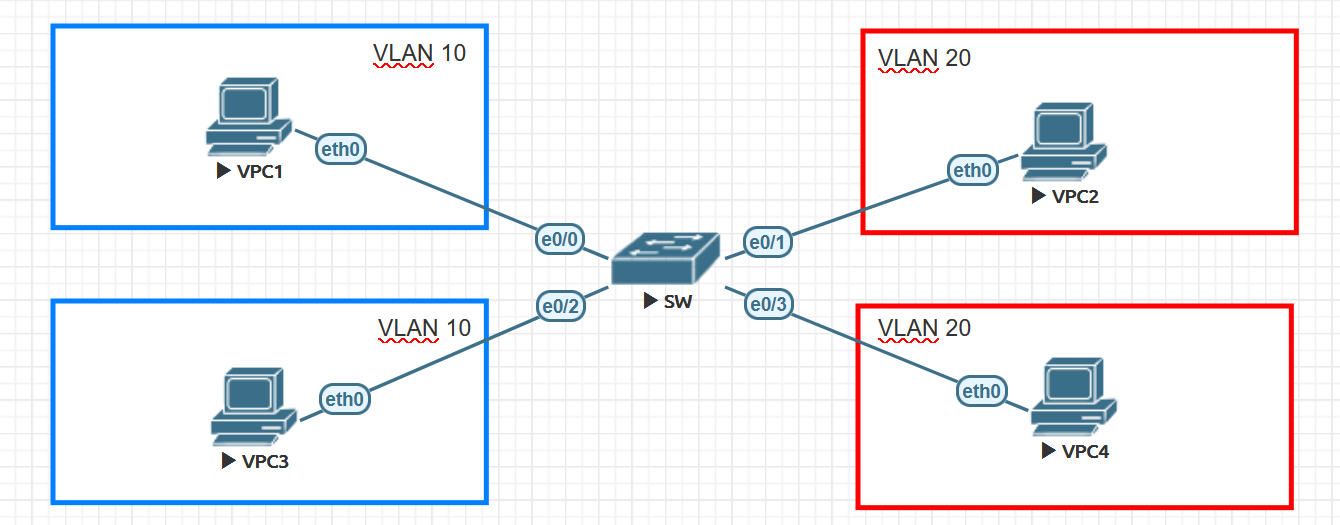 VLAN 10
VLAN 20
eth0
VPC1
eth0
VPC2
e0/0
e0/1
SW
e0/2
e0/3
VLAN 10
VLAN 20
eth0
VPC3
eth0
VPC4